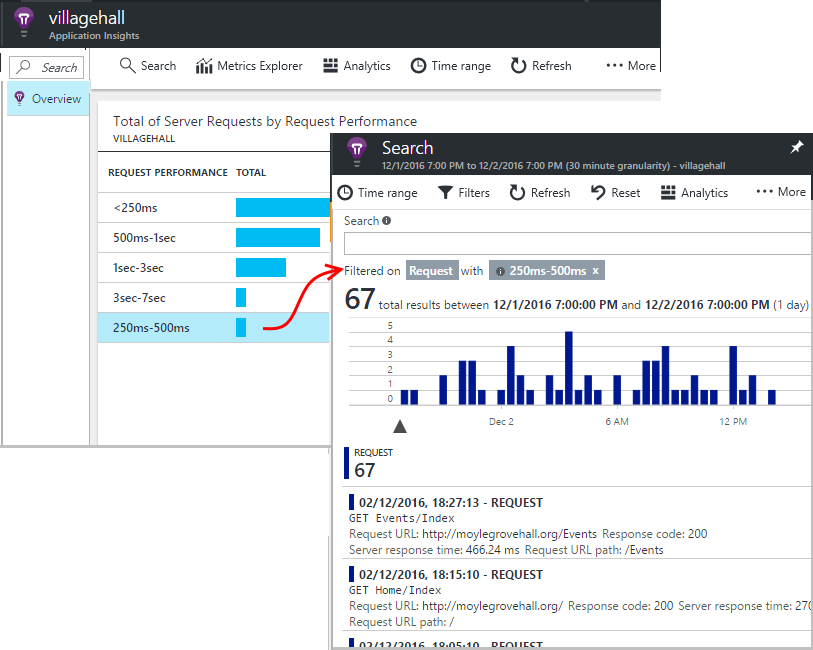 villagehall
Application Insights
Search
Search
Metrics Explorer
Analytics
Time range
Refresh
More
Overview
Total of Server Requests by Request Performance
VILLAGEHALL
REQUEST PERFORMANCE TOTAL
<250ms
500ms-1sec
1sec-3sec
3sec-7sec
250ms-500ms
Search
12/1/2016 7:00 PM to 12/2/2016 7:00 PM (30 minute granularity) - villagehall
Time range
Filters
Refresh
Reset
Analytics
More
Search
Filtered on Request with 250ms-500ms x
67 total results between 12/1/2016 7:00:00 PM and 12/2/2016 7:00:00 PM (1 day)
5
4
3
2
1
0
Dec 2
6 AM
12 PM
REQUEST
67
02/12/2016, 18:27:13 - REQUEST
GET Events/Index
Request URL: http://moylegrovehall.org/Events Response code: 200
Server response time: 466.24 ms Request URL path: /Events
02/12/2016, 18:15:10 - REQUEST
GET Home/Index
Request URL: http://moylegrovehall.org/ Response code: 200 Server response time: 270
Request URL path: /
02/12/2016, 18:05:10 - REQUEST